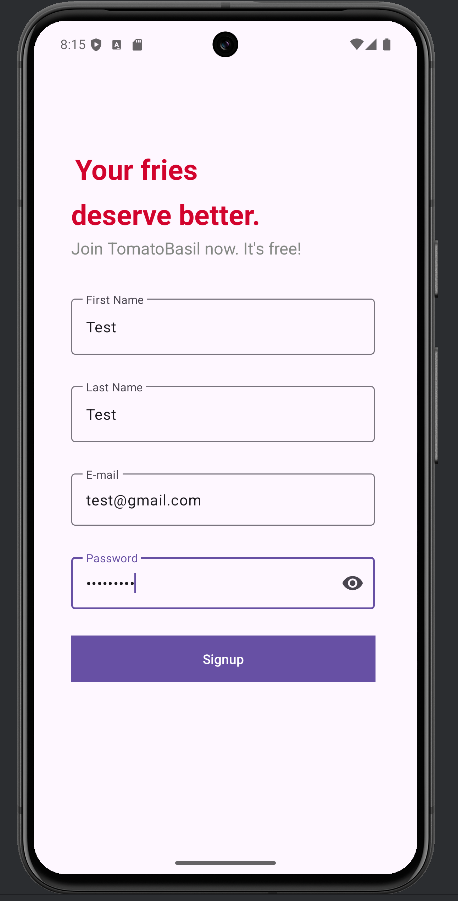 8:15
Your fries
deserve better.
Join TomatoBasil now. It's free!
First Name
Test
Last Name
Test
E-mail
test@gmail.com
Password
•••••••••
Signup